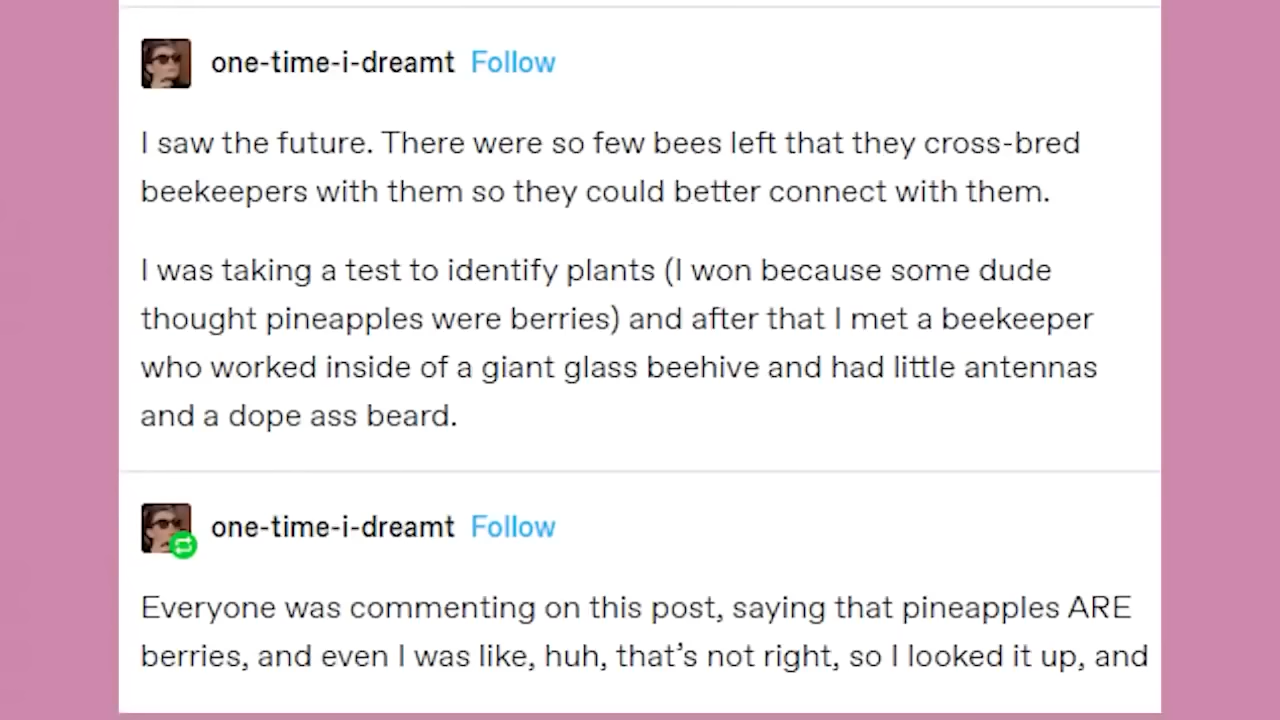 one-time-i-dreamt Follow
I saw the future. There were so few bees left that they cross-bred
beekeepers with them so they could better connect with them.
I was taking a test to identify plants (I won because some dude
thought pineapples were berries) and after that I met a beekeeper
who worked inside of a giant glass beehive and had little antennas
and a dope ass beard.
one-time-i-dreamt Follow
Everyone was commenting on this post, saying that pineapples ARE
berries, and even I was like, huh, that’s not right, so I looked it up, and